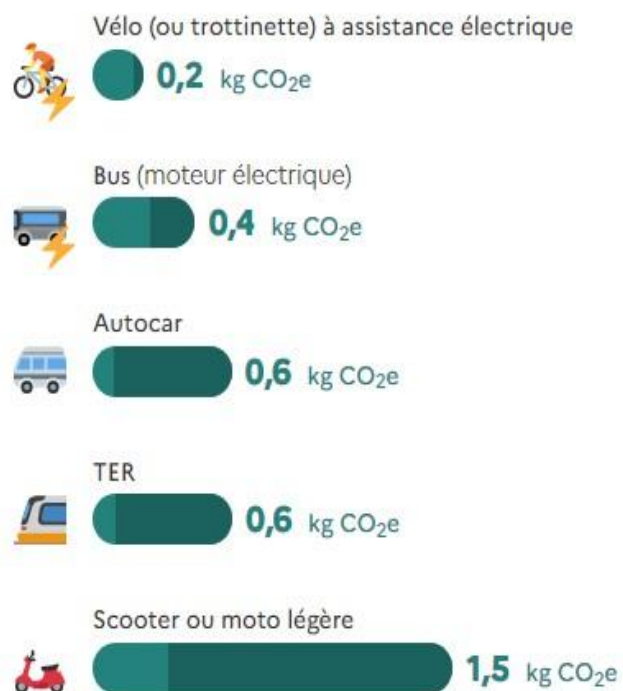 Vélo (ou trottinette) à assistance électrique
0,2 kg CO₂e
Bus (moteur électrique)
0,4 kg CO₂e
Autocar
0,6 kg CO₂e
TER
0,6 kg CO₂e
Scooter ou moto légère
1,5 kg CO₂e